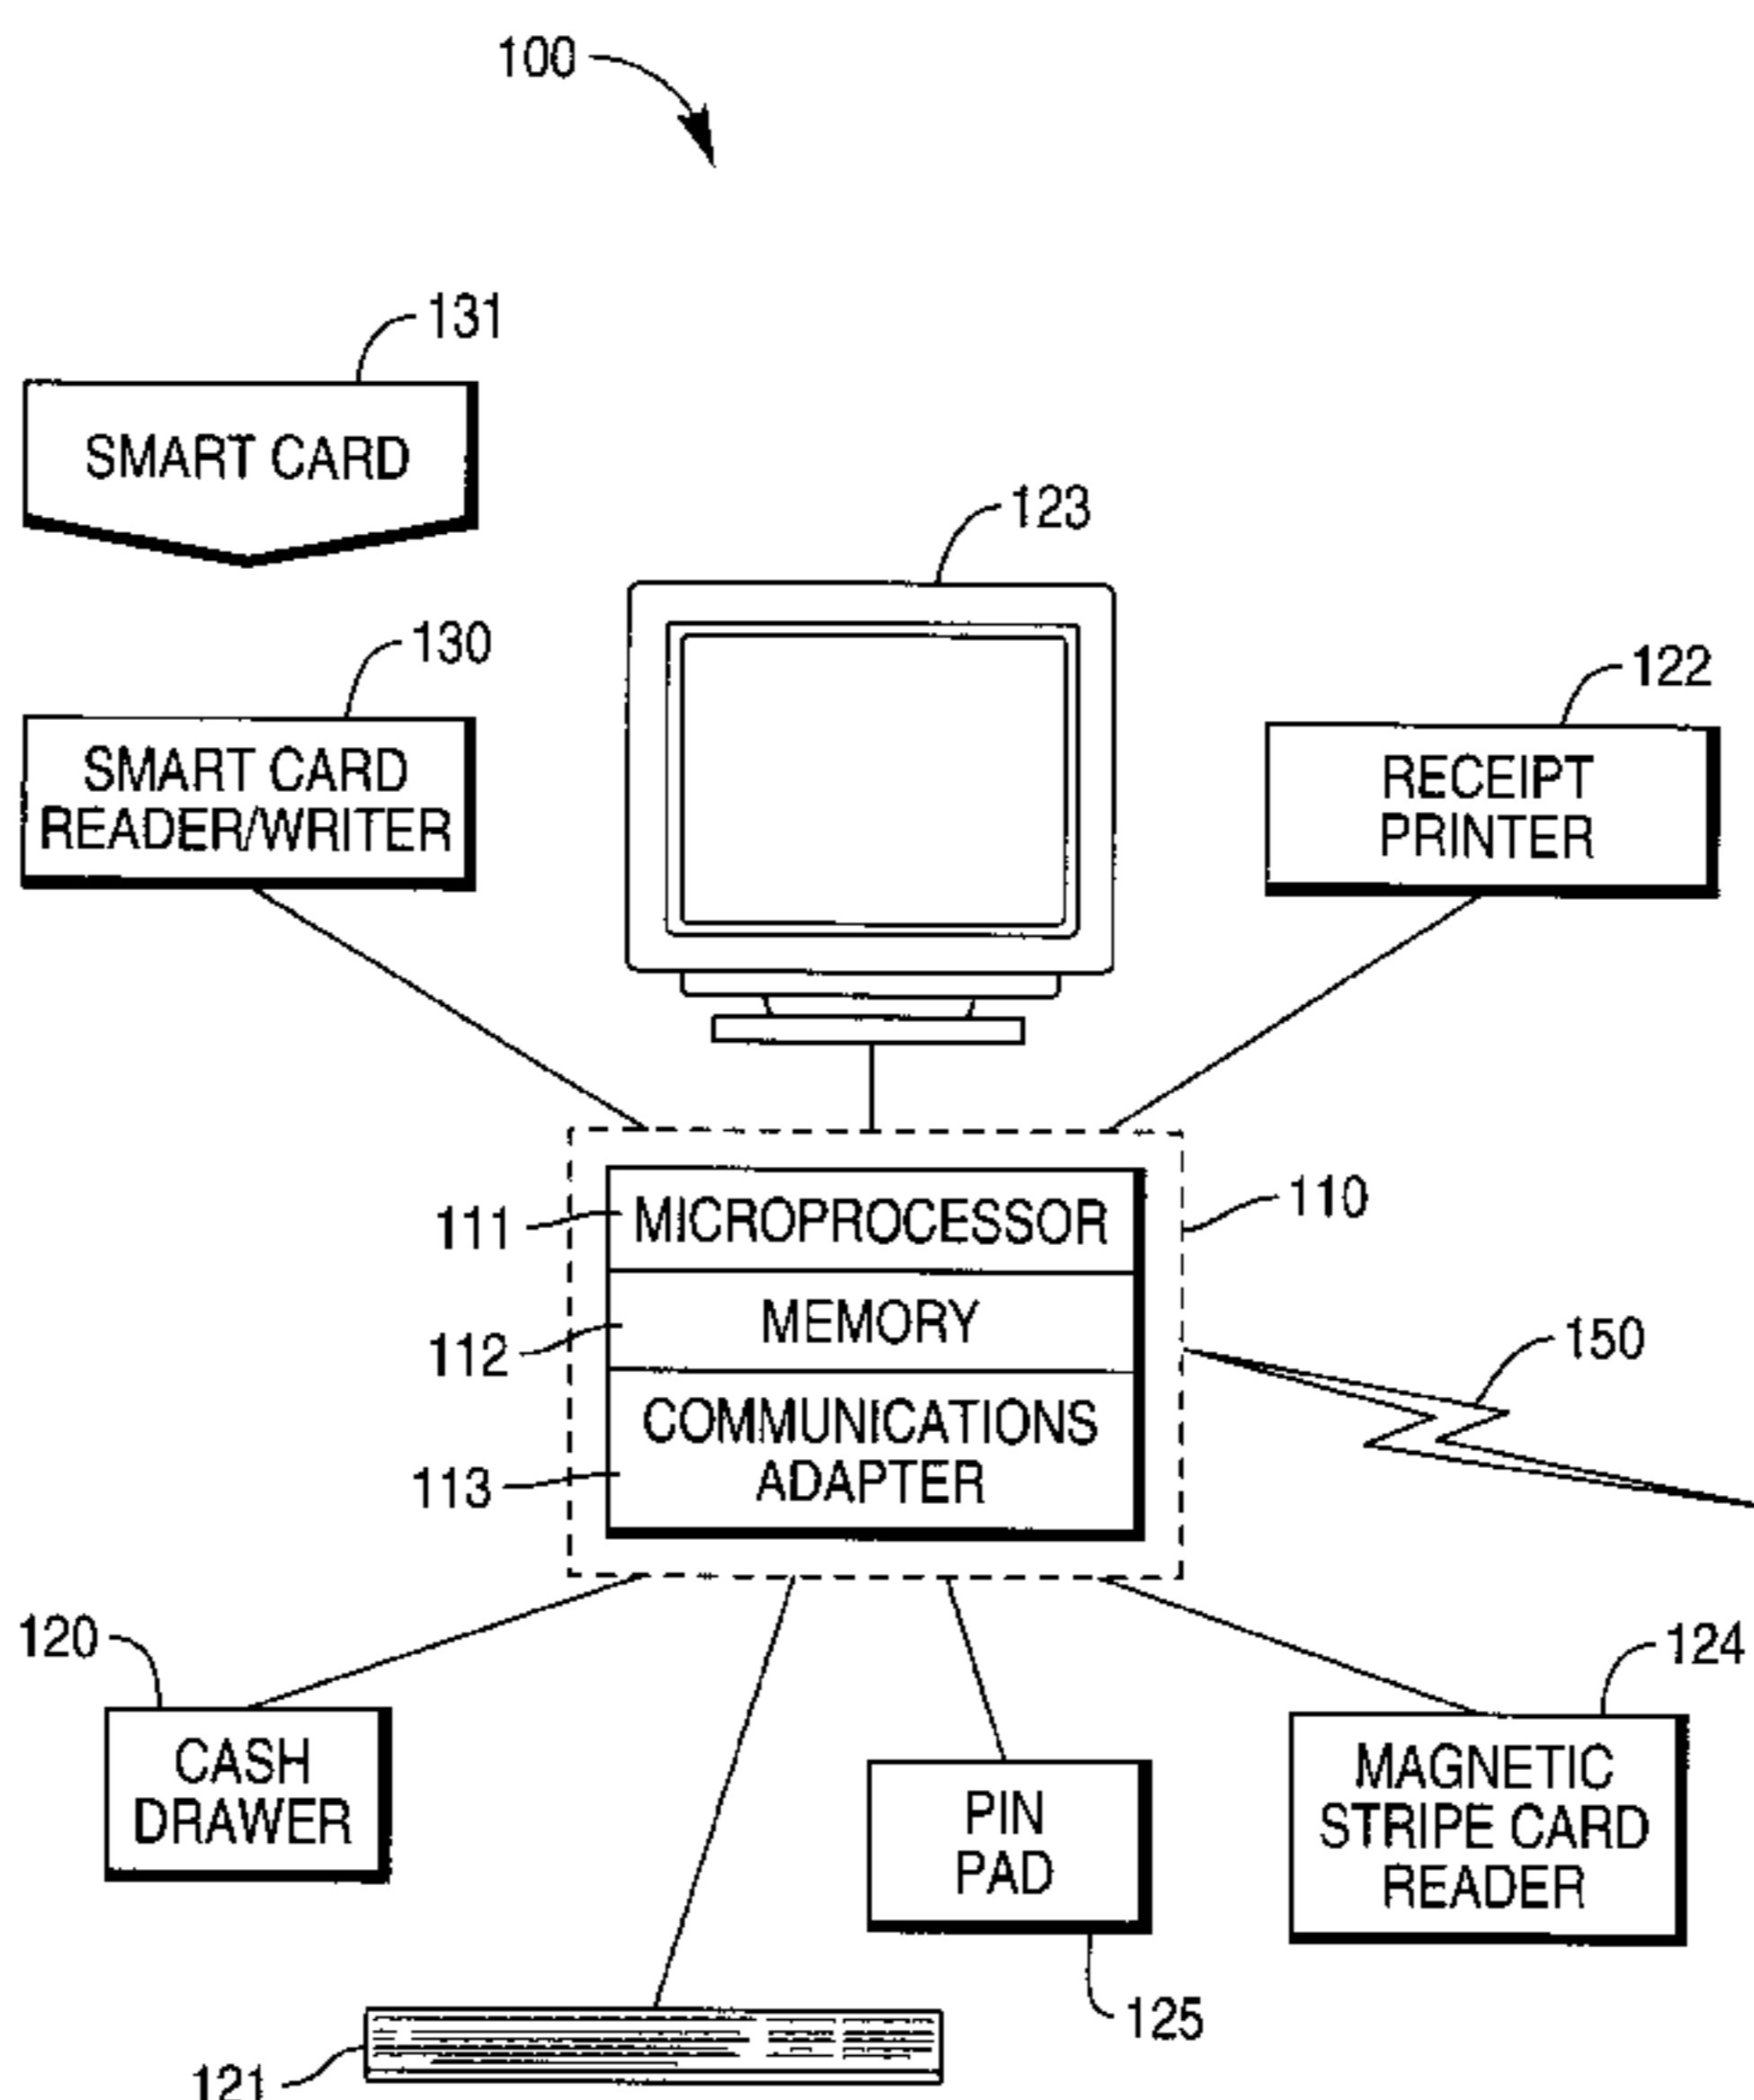 100
131
SMART CARD
123
130
SMART CARD
READER/WRITER
122
RECEIPT
PRINTER
111
MICROPROCESSOR
110
112
MEMORY
150
COMMUNICATIONS
ADAPTER
113
120
CASH
DRAWER
124
MAGNETIC
STRIPE CARD
READER
PIN
PAD
125
121